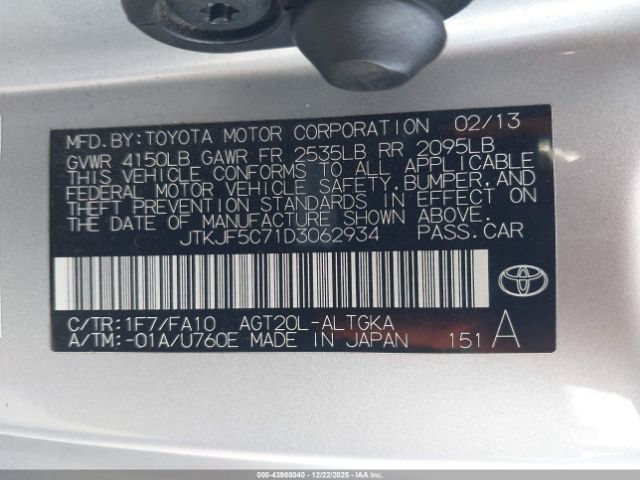 MFD.BY:TOYOTA MOTOR CORPORATION 02/13
GVWR 4150LB GAWR FR 2535LB RR 2095LB
THIS VEHICLE CONFORMS TO ALL APPLICABLE
FEDERAL MOTOR VEHICLE SAFETY,BUMPER,AND
THEFT PREVENTION STANDARDS IN EFFECT ON
THE DATE OF MANUFACTURE SHOWN ABOVE.
JTKJF5C71D3062934 PASS.CAR
C/TR:1F7/FA10 AGT20L-ALTGKA
A/TM:-01A/U760E MADE IN JAPAN 151 A
TOYOTA
000-43988040 - 12/22/2025 - IAAI.COM